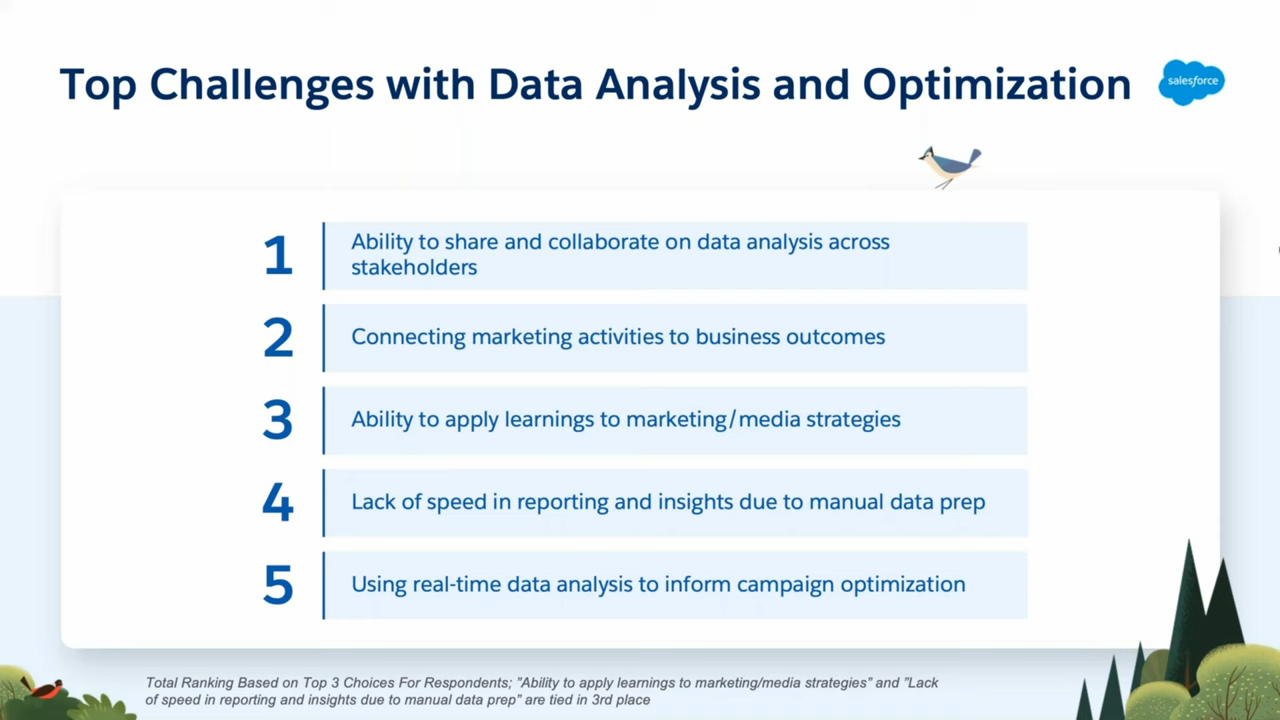 Top Challenges with Data Analysis and Optimization
salesforce
1
Ability to share and collaborate on data analysis across
stakeholders
2
Connecting marketing activities to business outcomes
3
Ability to apply learnings to marketing/media strategies
4
Lack of speed in reporting and insights due to manual data prep
5
Using real-time data analysis to inform campaign optimization
Total Ranking Based on Top 3 Choices For Respondents; "Ability to apply learnings to marketing/media strategies" and "Lack
of speed in reporting and insights due to manual data prep" are tied in 3rd place